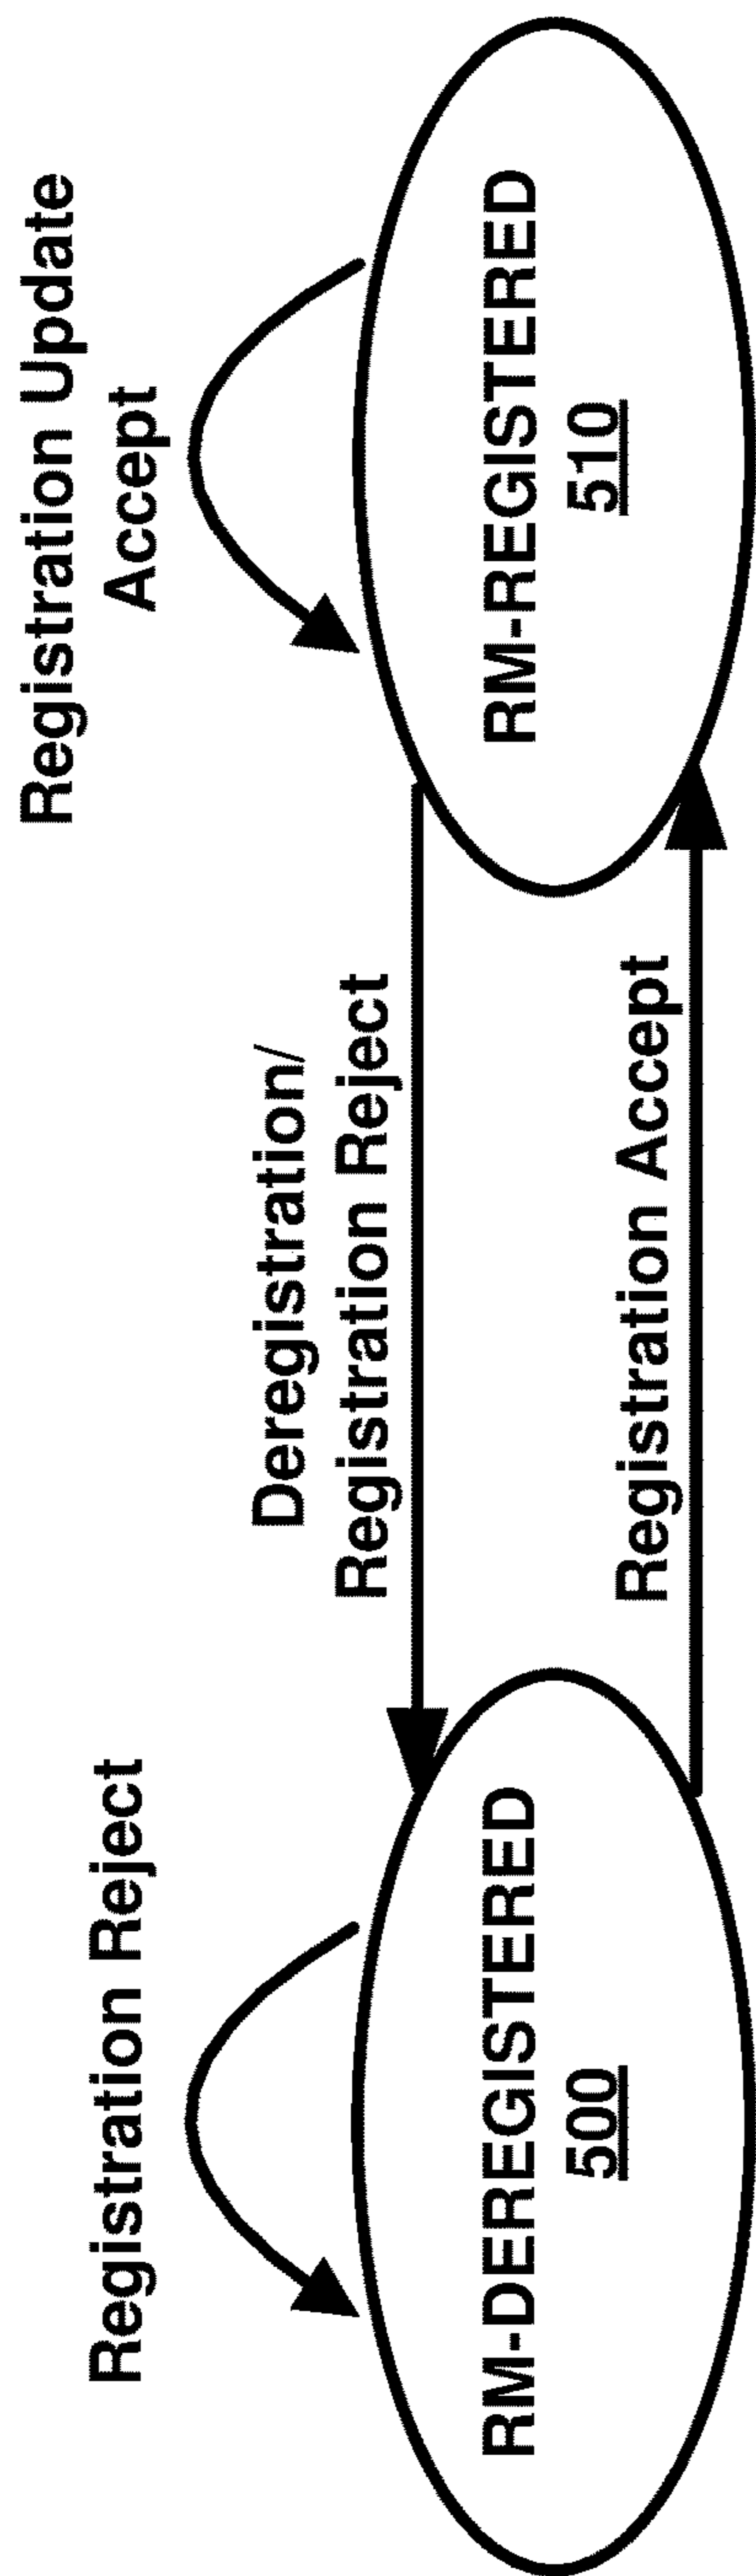 Registration Reject
RM-DEREGISTERED
500
Deregistration/
Registration Reject
Registration Accept
Registration Update
Accept
RM-REGISTERED
510